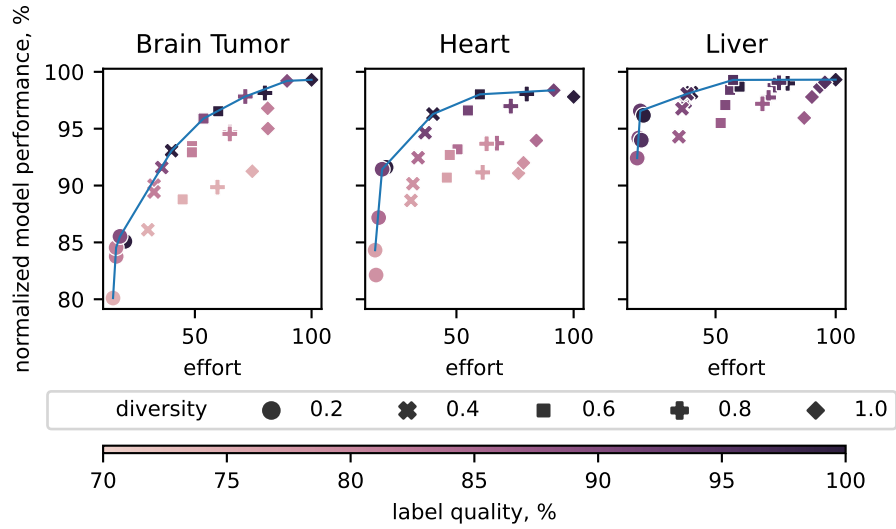 Brain Tumor Heart Liver
normalized model performance, %
100
95
90
85
80
50 100 50 100 50 100
effort effort effort
diversity 0.2 0.4 0.6 0.8 1.0
70 75 80 85 90 95 100
label quality, %